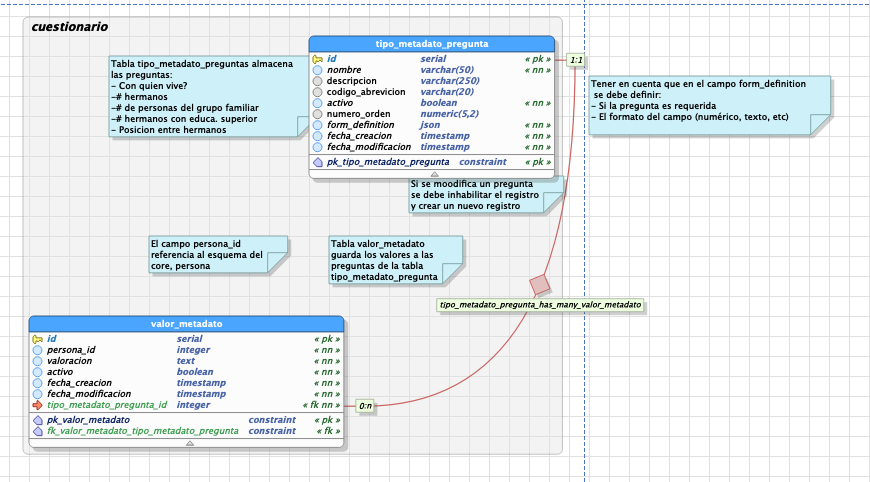 cuestionario
Tabla tipo_metadato_preguntas almacena
las preguntas:
- Con quien vive?
-# hermanos
-# de personas del grupo familiar
-# hermanos con educa. superior
- Posicion entre hermanos
tipo_metadato_pregunta
id serial « pk »
nombre varchar(50) « nn »
descripcion varchar(250)
codigo_abrevicion varchar(20)
activo boolean « nn »
numero_orden numeric(5,2)
form_definition json « nn »
fecha_creacion timestamp « nn »
fecha_modificacion timestamp « nn »
pk_tipo_metadato_pregunta constraint « pk »
1:1
Tener en cuenta que en el campo form_definition
se debe definir:
- Si la pregunta es requerida
- El formato del campo (numérico, texto, etc)
Si se moodifica un pregunta
se debe inhabilitar el registro
y crear un nuevo registro
El campo persona_id
referencia al esquema del
core, persona
Tabla valor_metadato
guarda los valores a las
preguntas de la tabla
tipo_metadato_pregunta
tipo_metadato_pregunta_has_many_valor_metadato
valor_metadato
id serial « pk »
persona_id integer « nn »
valoracion text « nn »
activo boolean « nn »
fecha_creacion timestamp « nn »
fecha_modificacion timestamp « nn »
tipo_metadato_pregunta_id integer « fk nn »
pk_valor_metadato constraint « pk »
fk_valor_metadato_tipo_metadato_pregunta constraint « fk »
0:n